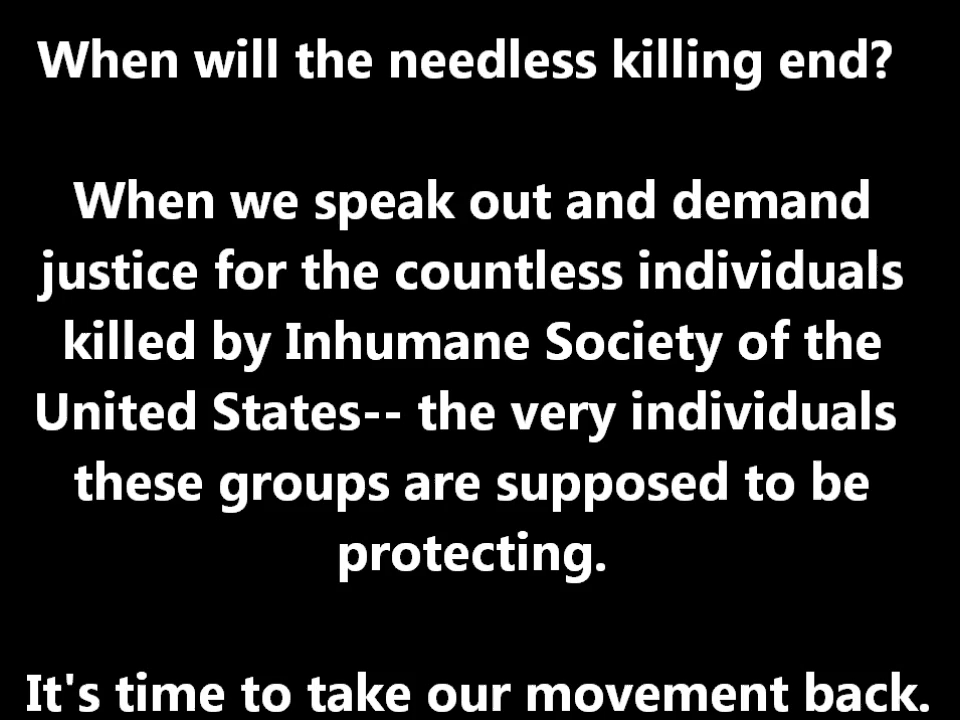 When will the needless killing end?
When we speak out and demand
justice for the countless individuals
killed by Inhumane Society of the
United States-- the very individuals
these groups are supposed to be
protecting.
It's time to take our movement back.